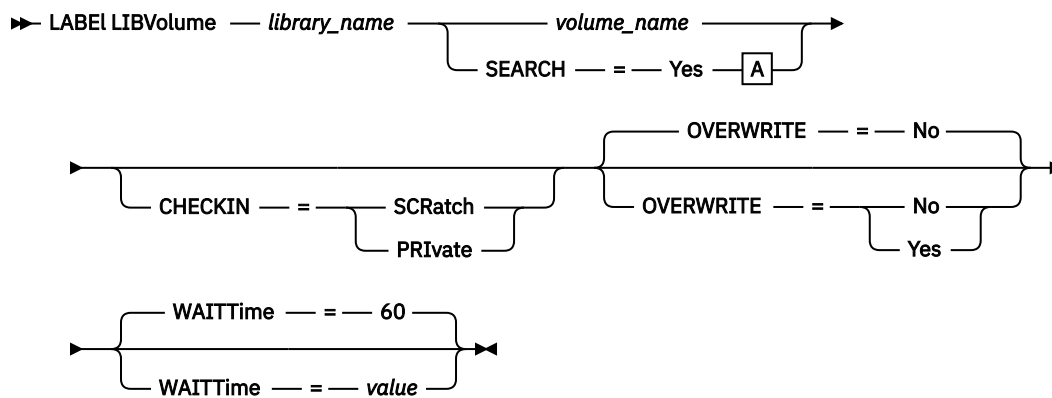 LABEl LIBVolume library_name volume_name
SEARCH = Yes A
OVERWRITE = No
CHECKIN = SCRatch OVERWRITE = No
PRIvate Yes
WAITTime = 60
WAITTime = value